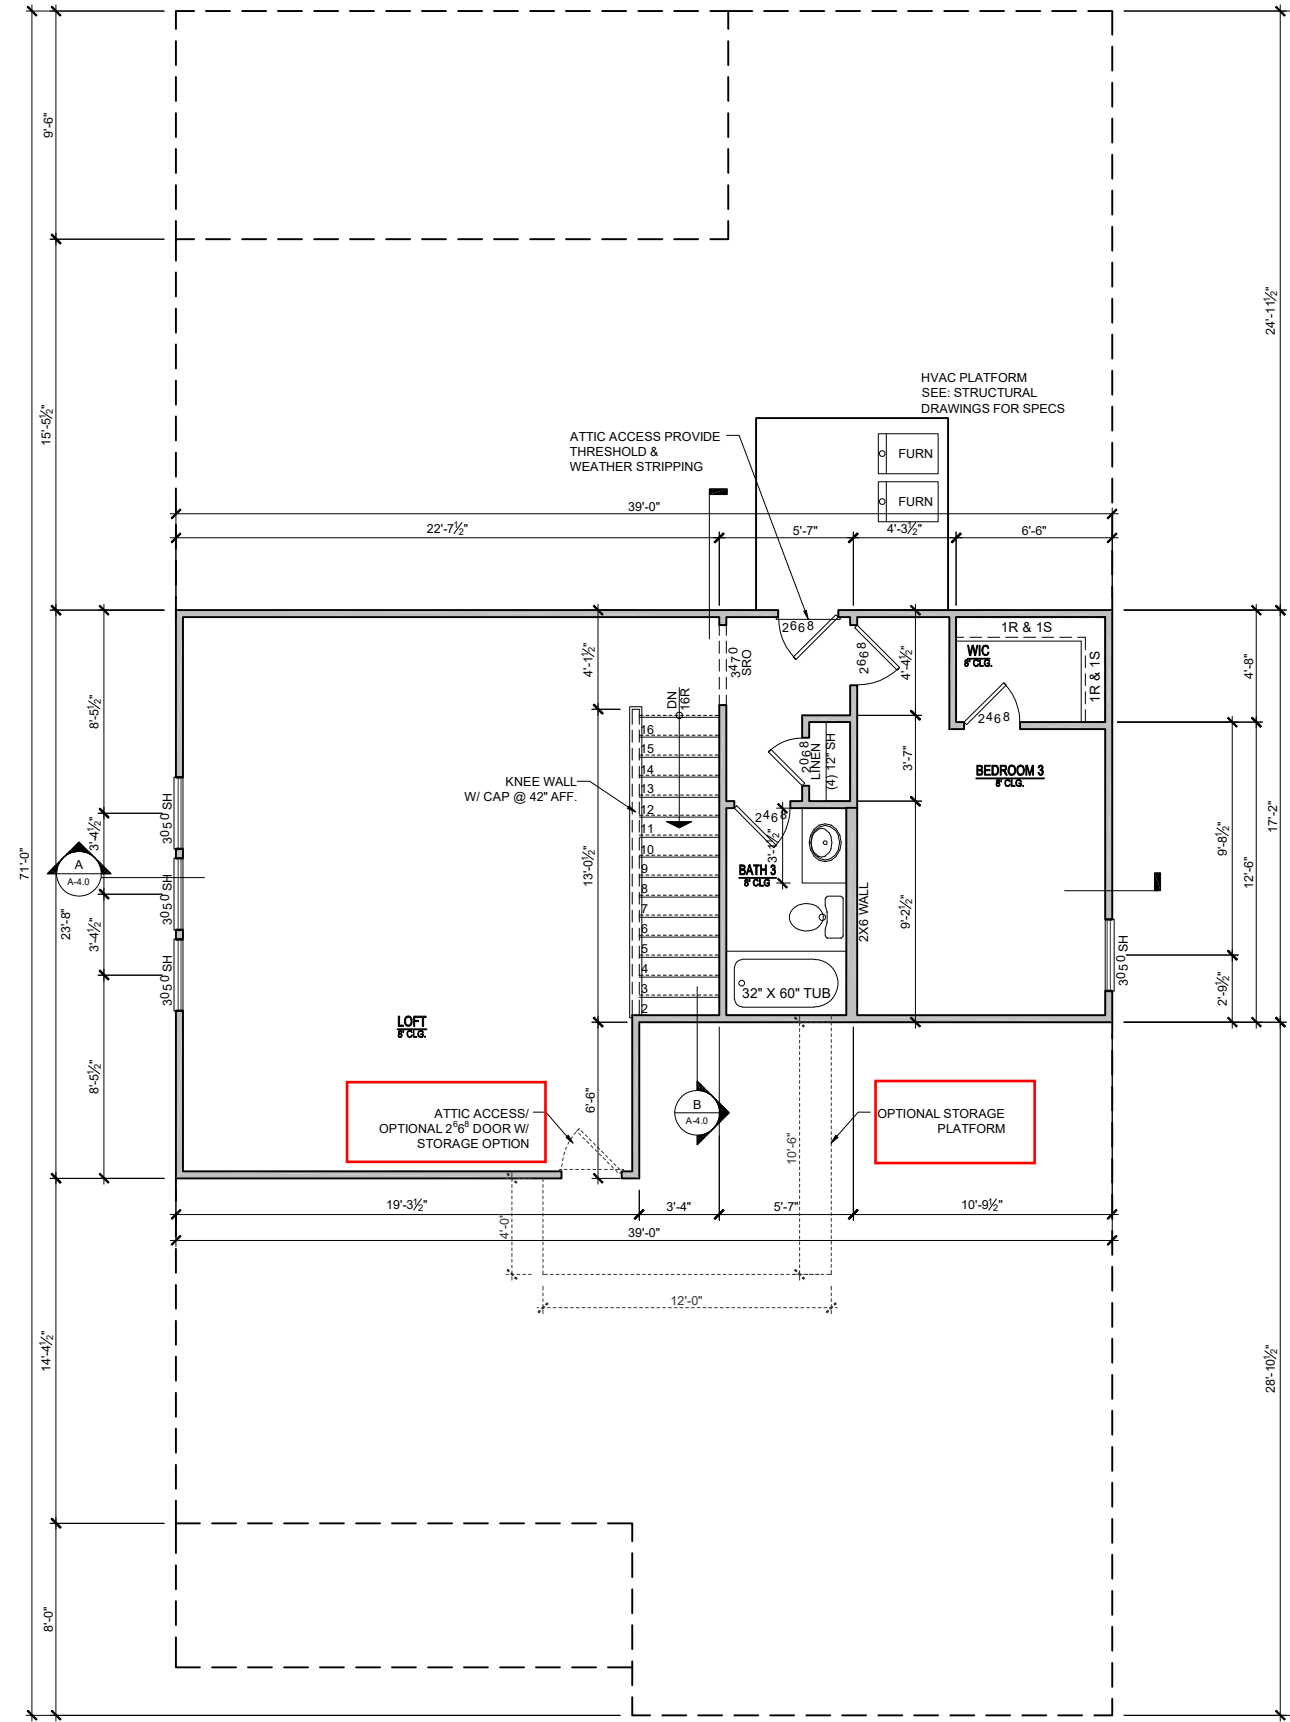 9'-6"
24'-11½"
15'-5½"
HVAC PLATFORM
SEE: STRUCTURAL
DRAWINGS FOR SPECS
ATTIC ACCESS PROVIDE
THRESHOLD &
WEATHER STRIPPING
FURN
FURN
39'-0"
22'-7½"
5'-7"
4'-3½"
6'-6"
2668
1R & 1S
WIC
8' CLG.
1R & 1S
2668
2468
3470
SRO
4'-1½"
4'-4½"
4'-8"
8'-5½"
DN
16R
16
15
14
13
12
11
10
9
8
7
6
5
4
3
2
KNEE WALL
W/ CAP @ 42" AFF.
2068
LINEN
(4) 12" SH
3'-7"
BEDROOM 3
8' CLG.
3050 SH
3'-4½"
3050 SH
3'-4½"
3050 SH
2468
3'-1½"
BATH 3
8' CLG
2X6 WALL
13'-0½"
9'-2½"
9'-8½"
12'-6"
17'-2"
71'-0"
A
A-4.0
23'-8"
32" X 60" TUB
3050 SH
2'-9½"
LOFT
8' CLG.
8'-5½"
6'-6"
ATTIC ACCESS/
OPTIONAL 2668 DOOR W/
STORAGE OPTION
B
A-4.0
OPTIONAL STORAGE
PLATFORM
10'-6"
19'-3½"
3'-4"
5'-7"
10'-9½"
4'-0"
39'-0"
12'-0"
14'-4½"
28'-10½"
8'-0"